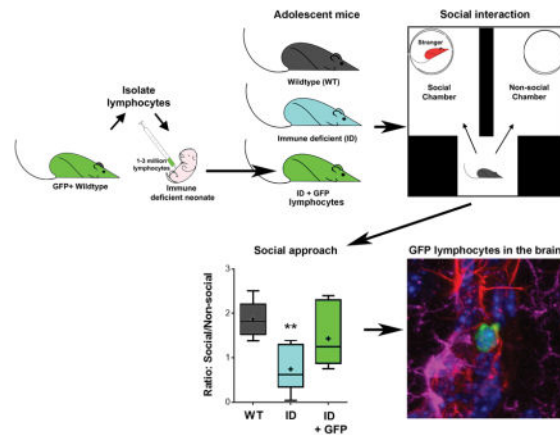 Adolescent mice
Social interaction
Stranger
Wildtype (WT)
Social
Chamber
Non-social
Chamber
Isolate
lymphocytes
Immune deficient (ID)
1-3 million
lymphocytes
GFP+ Wildtype
Immune
deficient neonate
ID + GFP
lymphocytes
Social approach
GFP lymphocytes in the brain
Ratio: Social/Non-social
3
2
1
0
**
WT
ID
ID
+ GFP